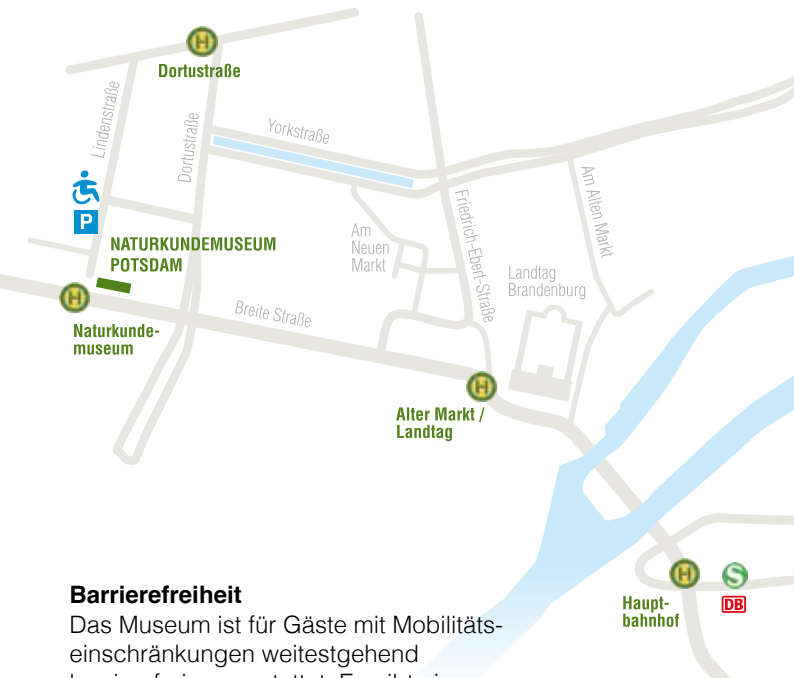 H
Dortustraße
Lindenstraße
Dortustraße
Yorkstraße
P
NATURKUNDEMUSEUM
POTSDAM
Am
Neuen
Markt
Friedrich-Ebert-Straße
Am Alten Markt
Landtag
Brandenburg
H
Naturkunde-
museum
Breite Straße
H
Alter Markt /
Landtag
H
S
Haupt-
bahnhof
DB
Barrierefreiheit
Das Museum ist für Gäste mit Mobilitäts-
einschränkungen weitestgehend